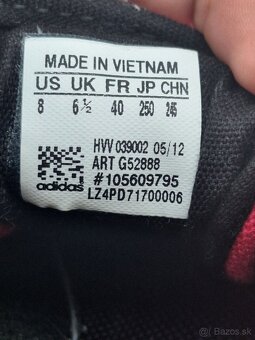 MADE IN VIETNAM
US UK FR JP CHN
8 6½ 40 250 245
HVV 039002 05/12
ART G52888
adidas #105609795
LZ4PD71700006
Bazos.sk